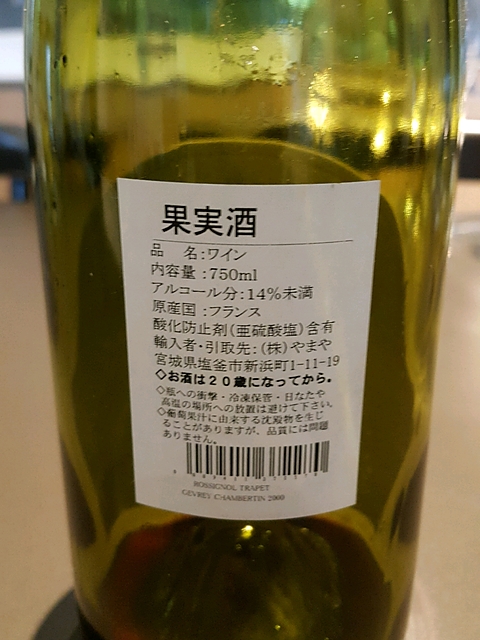 果実酒
品　名:ワイン
内容量:750ml
アルコール分:14%未満
原産国:フランス
酸化防止剤(亜硫酸塩)含有
輸入者・引取先:(株)やまや
宮城県塩釜市新浜町1-11-19
◇お酒は20歳になってから。
◇瓶への衝撃・冷凍保管・日なたや
高温の場所への放置は避けて下さい。
◇葡萄果汁に由来する沈殿物を生じ
ることがありますが、品質には問題
ありません。
ROSSIGNOL TRAPET
GEVREY CHAMBERTIN 2000